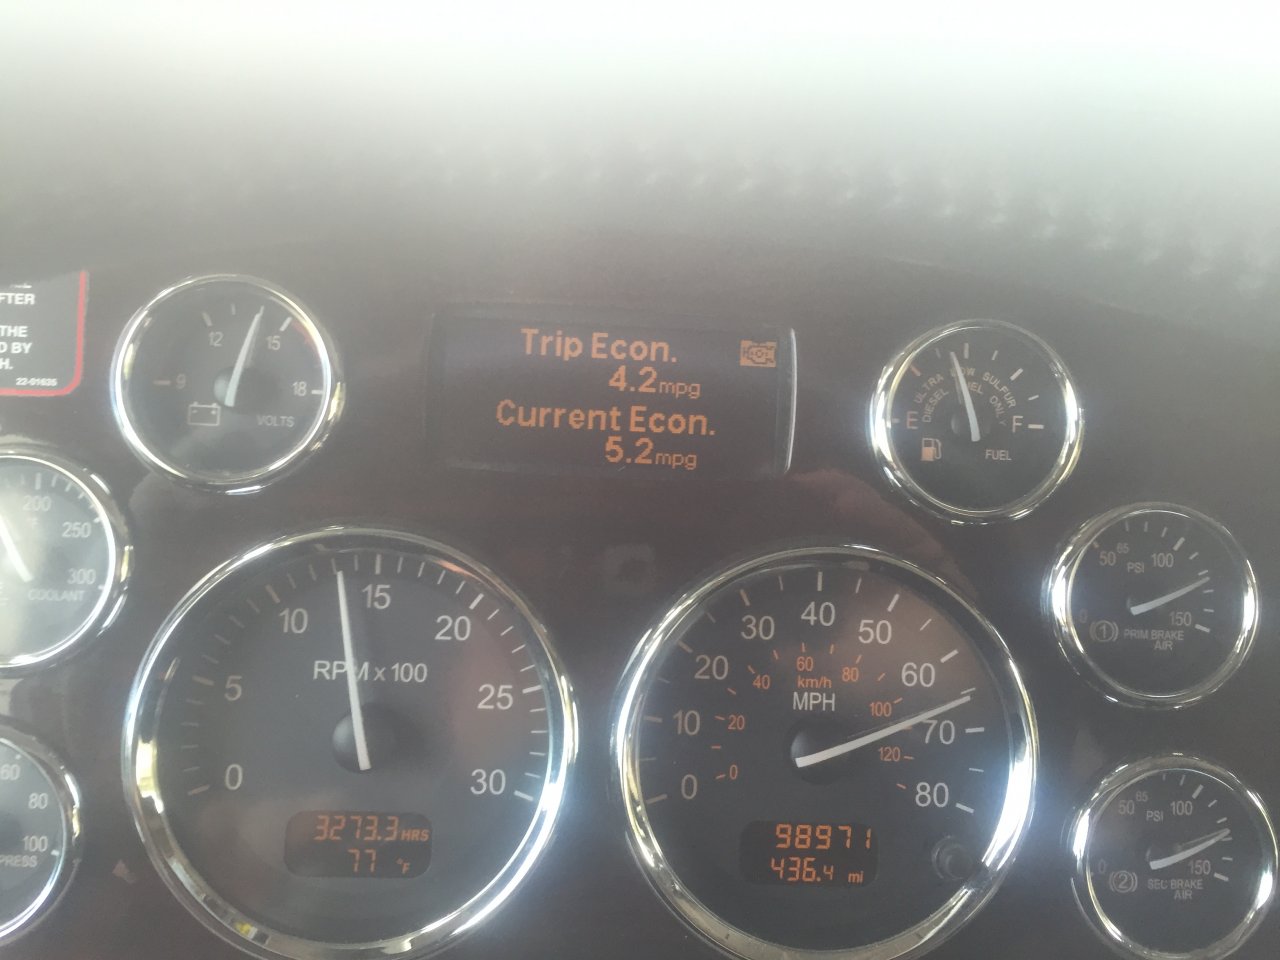 FTER
THE
D BY
H.
22-01635
12
15
9
18
VOLTS
Trip Econ.
4.2mpg
Current Econ.
5.2mpg
ULTRA LOW SULFUR
DIESEL FUEL ONLY
E
F
FUEL
200
°F
250
300
COOLANT
50
65
100
PSI
0
150
1
PRIM BRAKE
AIR
0
5
10
15
20
25
30
RPM x 100
3273.3 HRS
77 °F
0
10
20
30
40
50
60
70
80
0
20
40
60
80
100
120
km/h
MPH
98971
436.4 mi
60
80
100
PRESS
50
65
100
PSI
0
150
2
SEC BRAKE
AIR